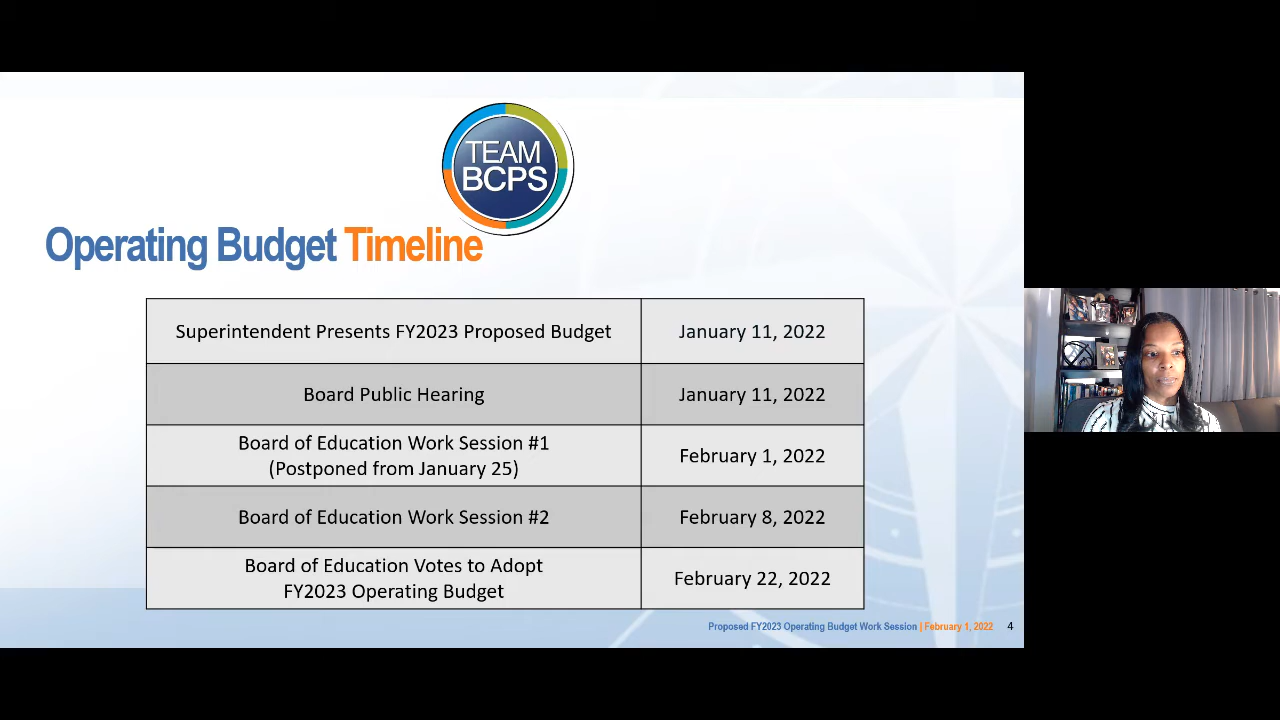 TEAM
BCPS
Operating Budget Timeline
Superintendent Presents FY2023 Proposed Budget
January 11, 2022
Board Public Hearing
January 11, 2022
Board of Education Work Session #1
(Postponed from January 25)
February 1, 2022
Board of Education Work Session #2
February 8, 2022
Board of Education Votes to Adopt
FY2023 Operating Budget
February 22, 2022
Proposed FY2023 Operating Budget Work Session | February 1, 2022 4